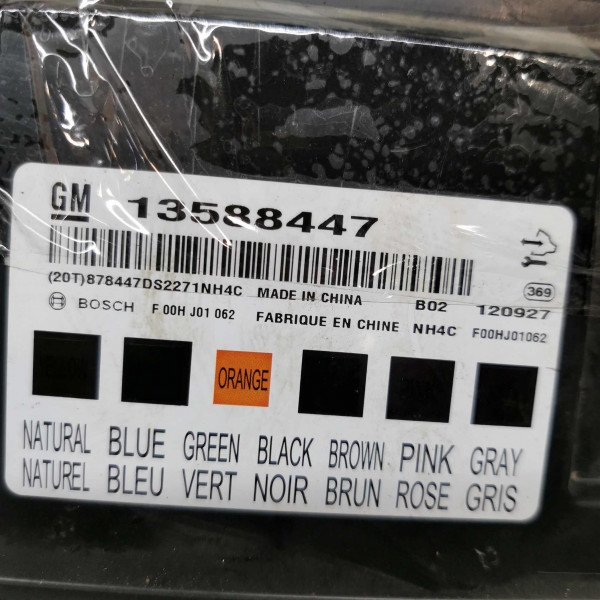 GM 13588447
(20T)878447DS2271NH4C MADE IN CHINA B02 120927
369
BOSCH F 00H J01 062 FABRIQUE EN CHINE NH4C F00HJ01062
ORANGE
NATURAL BLUE GREEN BLACK BROWN PINK GRAY
NATUREL BLEU VERT NOIR BRUN ROSE GRIS